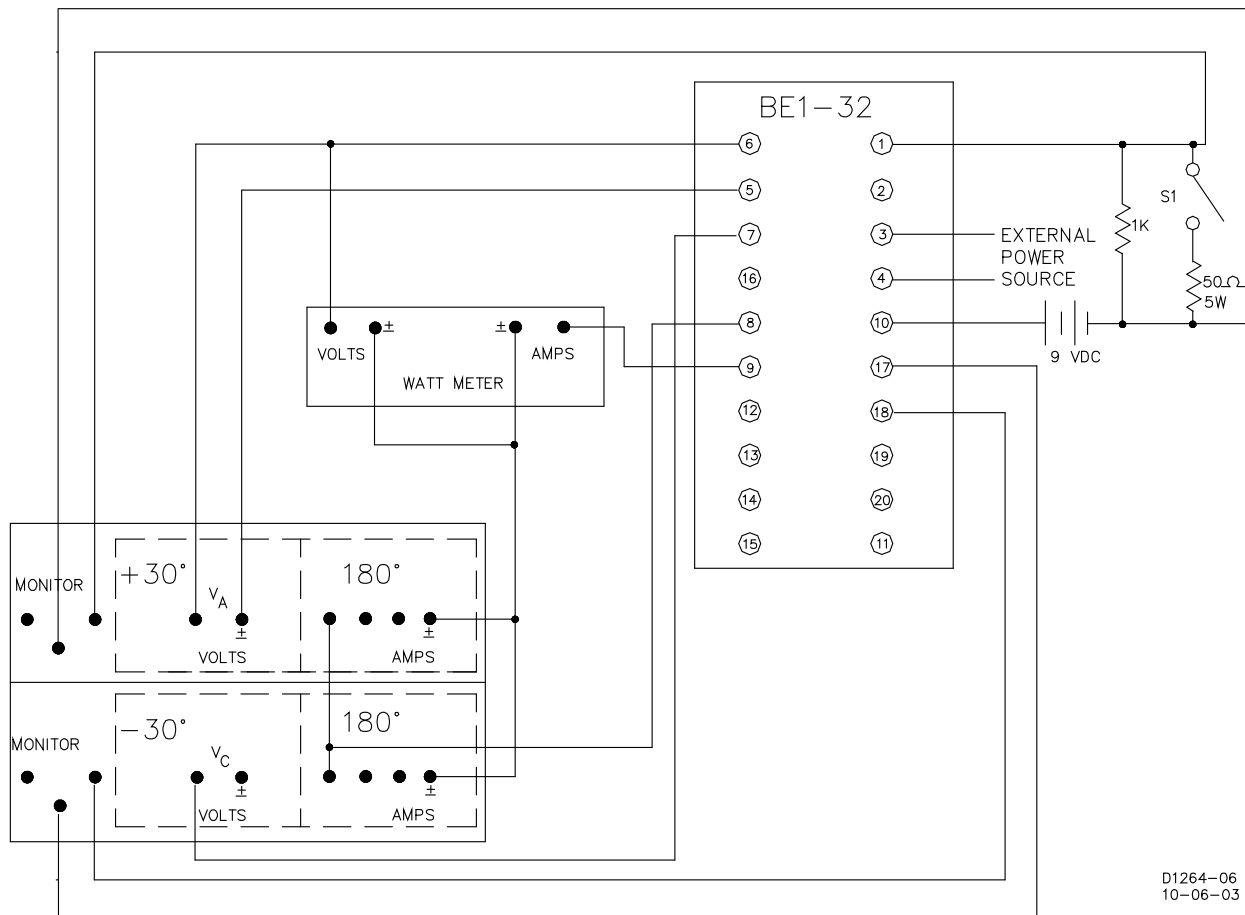 BE1-32
6 1
5 2
7 3 EXTERNAL
POWER
SOURCE
16 4
8 10
9 VDC
9 17
12 18
13 19
14 20
15 11
S1
1K
50Ω
5W
± ±
VOLTS AMPS
WATT METER
MONITOR
+30° 180°
VA
± ±
VOLTS AMPS
MONITOR
-30° 180°
VC
± ±
VOLTS AMPS
D1264-06
10-06-03